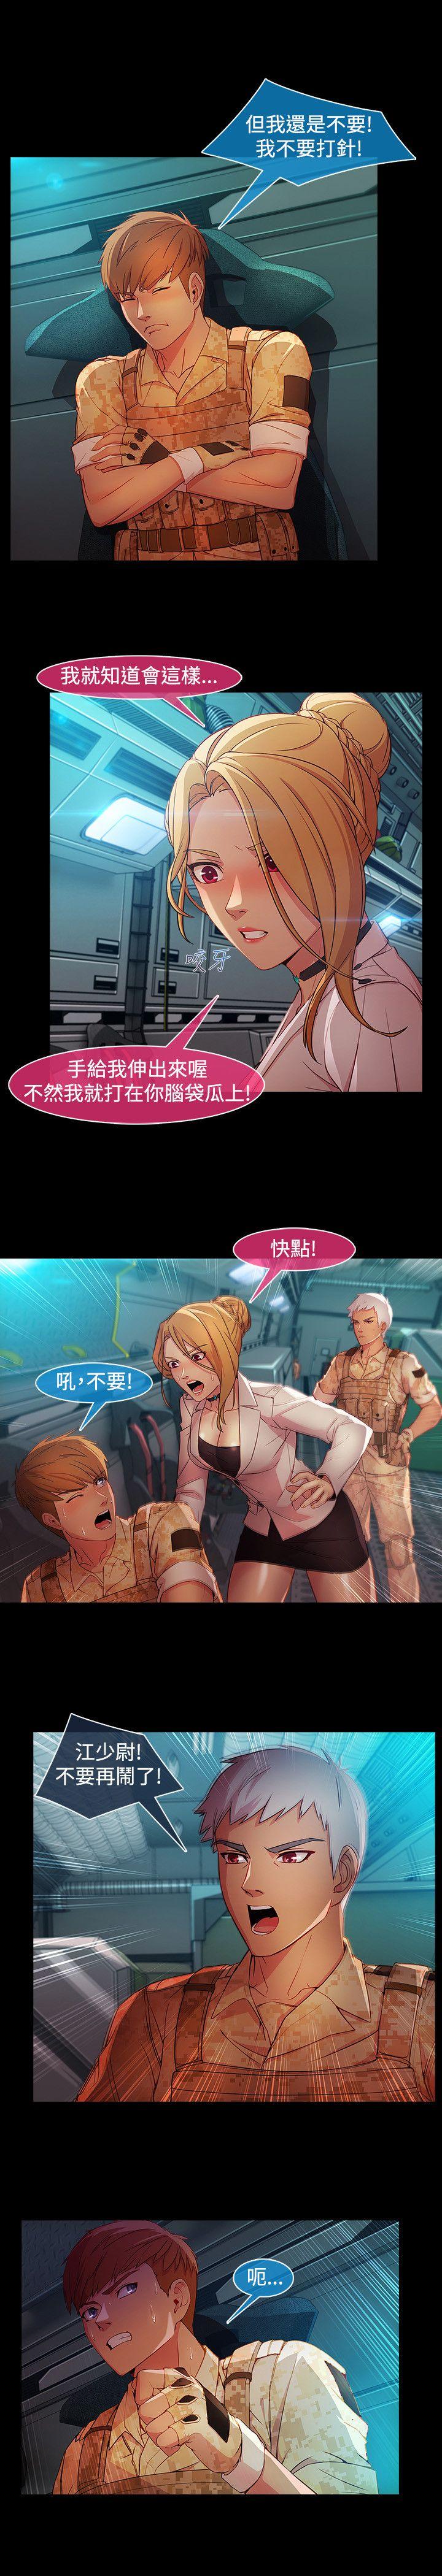 但我還是不要!
我不要打針!
我就知道會這樣...
咬牙
手給我伸出來喔
不然我就打在你腦袋瓜上!
快點!
吼，不要!
江少尉!
不要再鬧了!
呃...